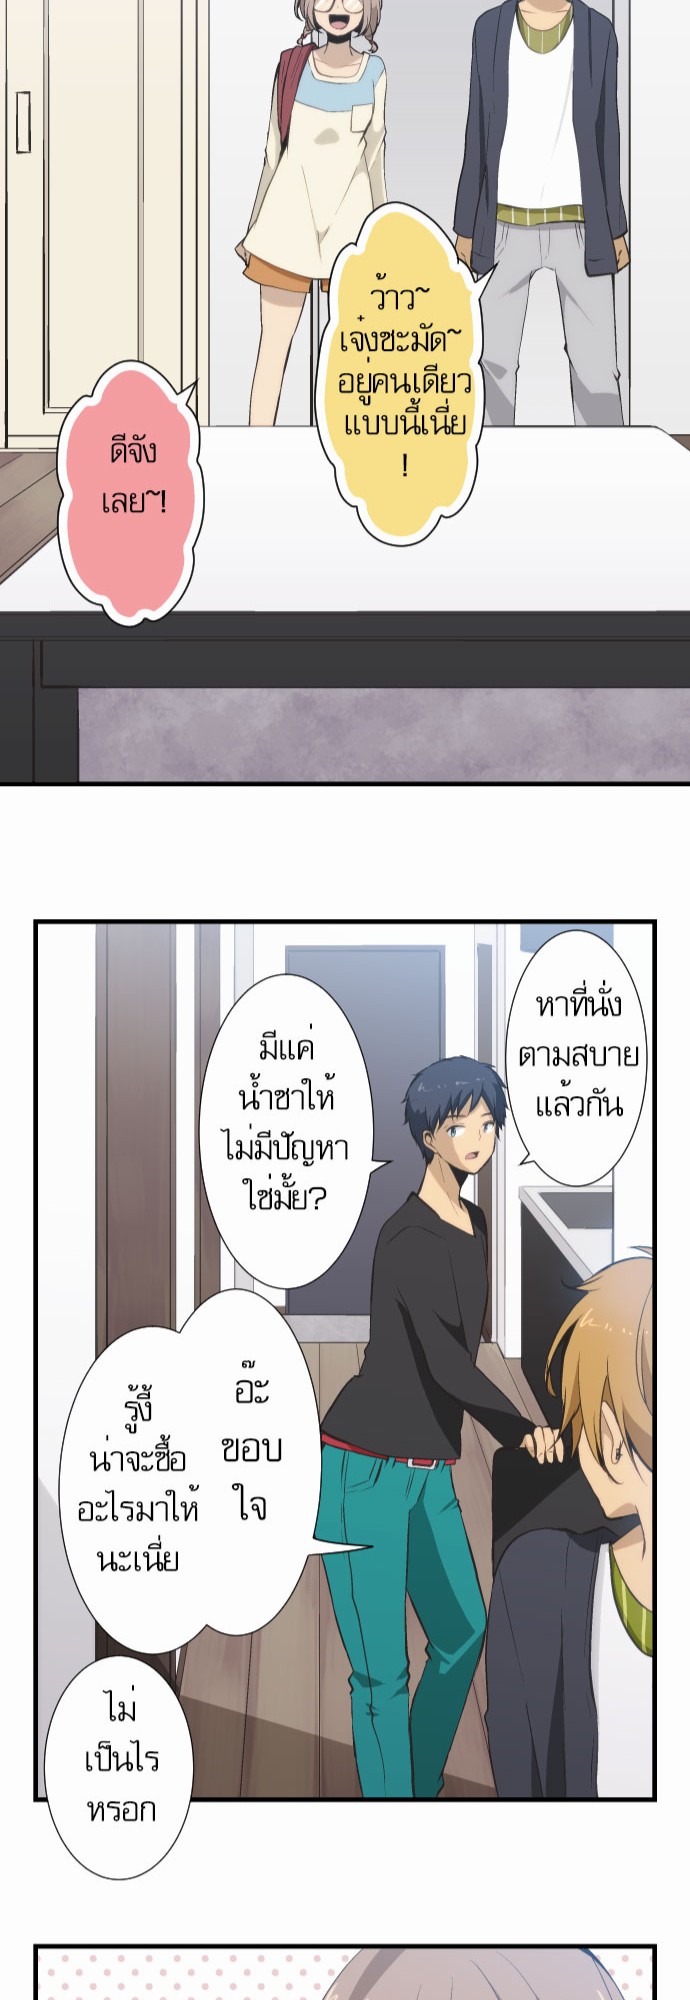 ว้าว~
เจ๋งชะมัด~
อยู่คนเดียว
แบบนี้เนี่ย
!
ดีจัง
เลย~!
หาที่นั่ง
ตามสบาย
แล้วกัน
มีแค่
น้ำชาให้
ไม่มีปัญหา
ใช่มั้ย?
อ๊ะ
ขอบ
ใจ
รู้งี้
น่าจะซื้อ
อะไรมาให้
นะเนี่ย
ไม่
เป็นไร
หรอก